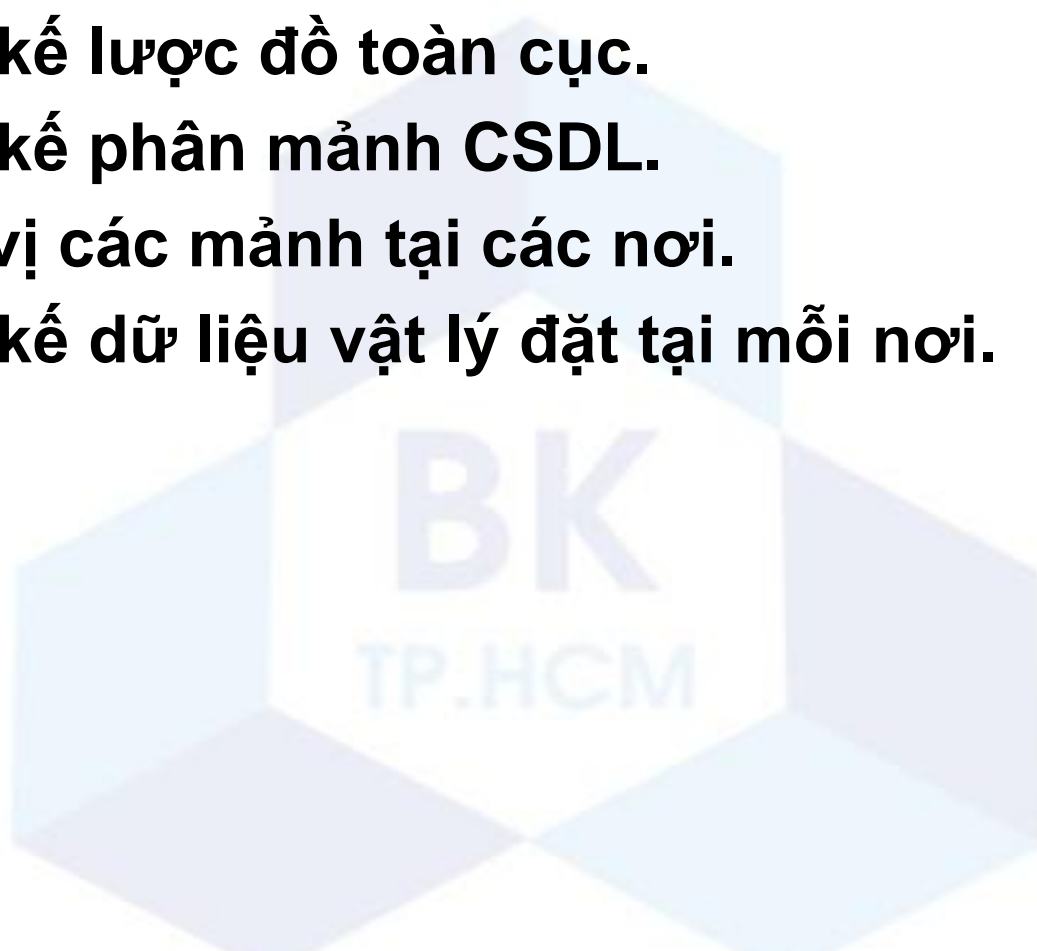 kế lược đồ toàn cục.
kế phân mảnh CSDL.
vị các mảnh tại các nơi.
kế dữ liệu vật lý đặt tại mỗi nơi.
BK
TP.HCM